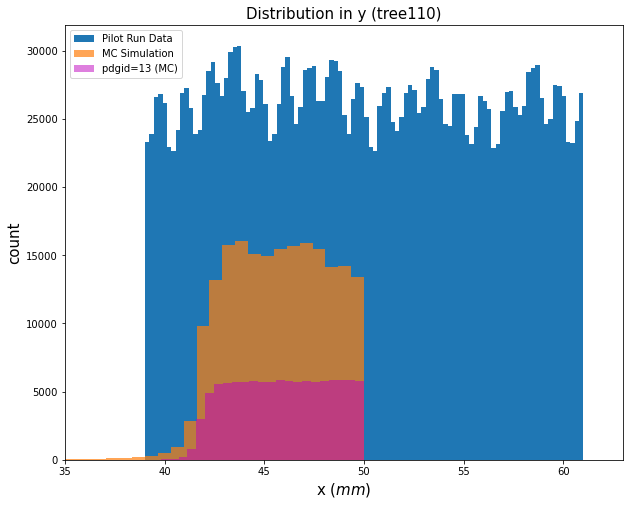 Distribution in y (tree110)
Pilot Run Data
MC Simulation
pdgid=13 (MC)
count
30000
25000
20000
15000
10000
5000
0
35 40 45 50 55 60
x (mm)